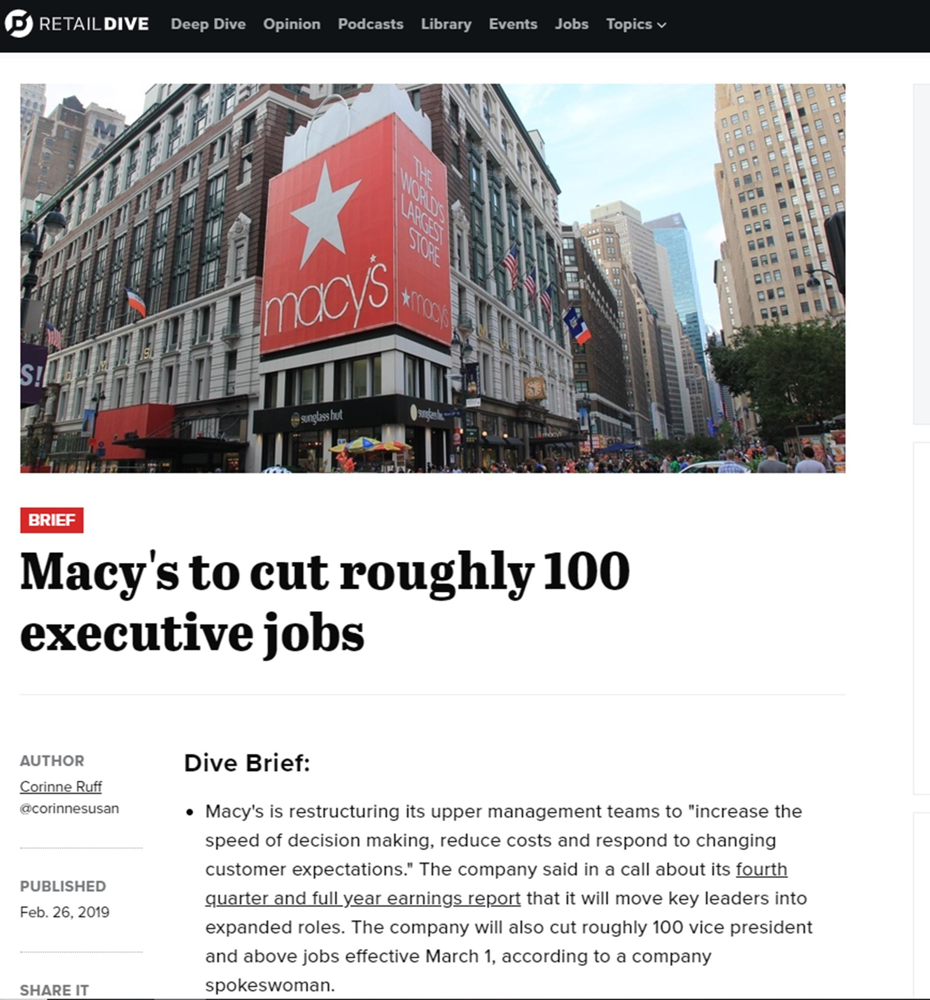 RETAILDIVE Deep Dive Opinion Podcasts Library Events Jobs Topics
M
THE
WORLD'S
LARGEST
STORE
macy's
macy's
S!
sunglass hut
macy's
BRIEF
Macy's to cut roughly 100
executive jobs
AUTHOR
Corinne Ruff
@corinnesusan
PUBLISHED
Feb. 26, 2019
SHARE IT
Dive Brief:
• Macy's is restructuring its upper management teams to "increase the
speed of decision making, reduce costs and respond to changing
customer expectations." The company said in a call about its fourth
quarter and full year earnings report that it will move key leaders into
expanded roles. The company will also cut roughly 100 vice president
and above jobs effective March 1, according to a company
spokeswoman.